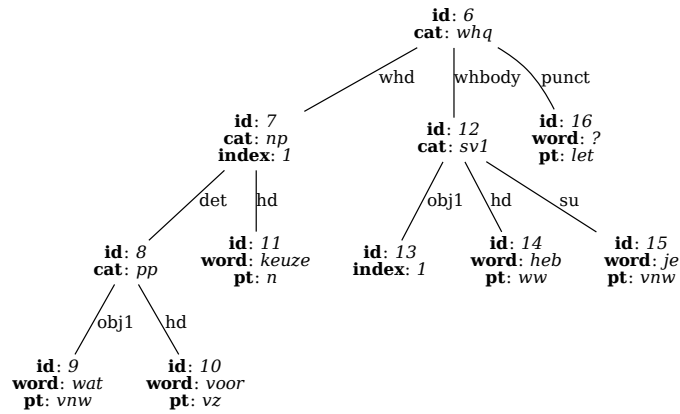 id: 6
cat: whq
whd
whbody
punct
id: 7
cat: np
index: 1
id: 12
cat: sv1
id: 16
word: ?
pt: let
det
hd
obj1
hd
su
id: 8
cat: pp
id: 11
word: keuze
pt: n
id: 13
index: 1
id: 14
word: heb
pt: ww
id: 15
word: je
pt: vnw
obj1
hd
id: 9
word: wat
pt: vnw
id: 10
word: voor
pt: vz